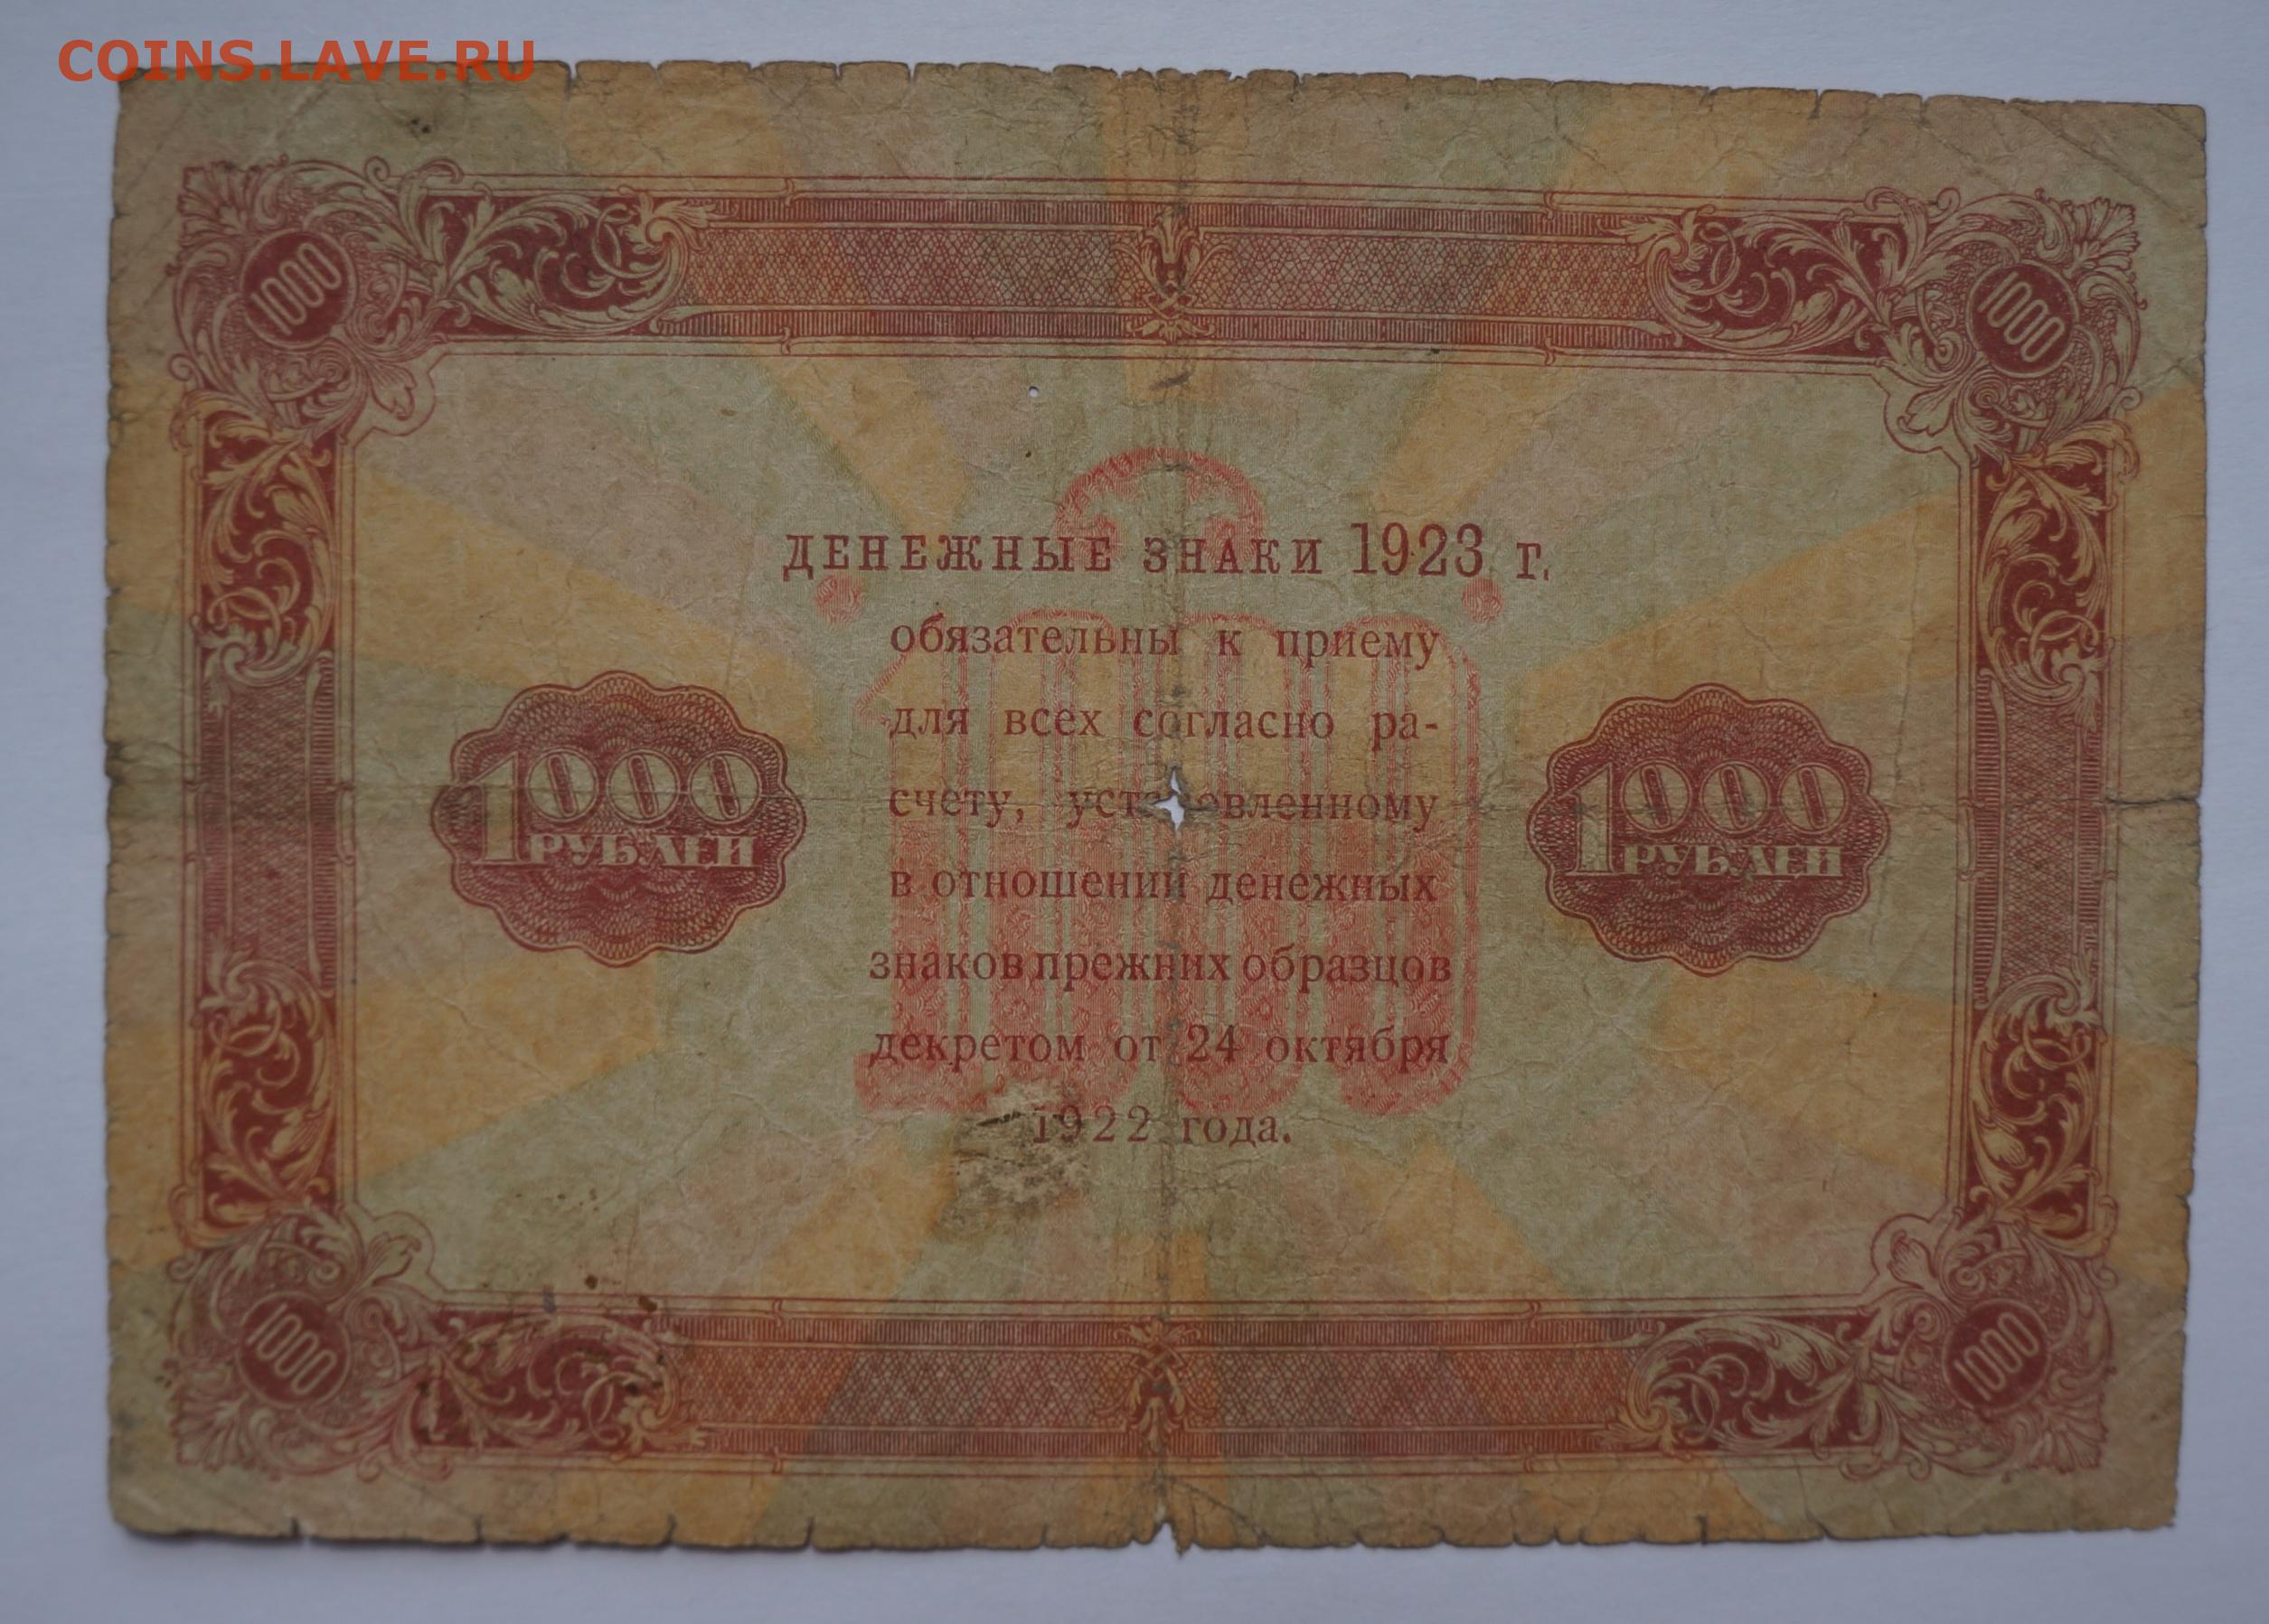 COINS.LAVE.RU
1000
1000
ДЕНЕЖНЫЕ ЗНАКИ 1923 г.
обязательны к приему
для всех согласно ра-
счету,
в отношении денежных
знаков прежних образцов
декретом от 24 октября
1922 года.
1000
РУБЛЕЙ
1000
РУБЛЕЙ
1000
1000
1000